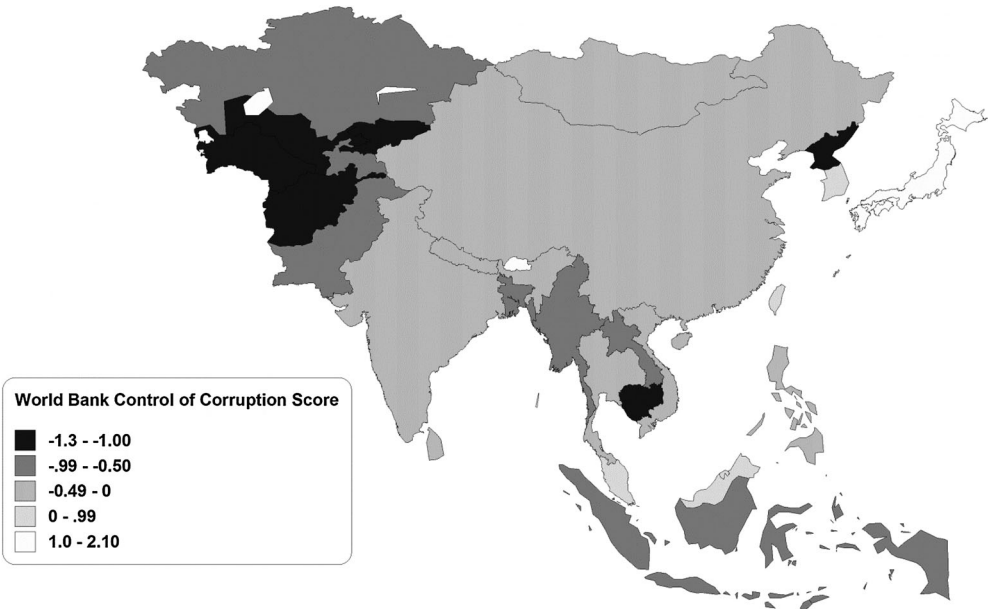 World Bank Control of Corruption Score
-1.3 - -1.00
-.99 - -0.50
-0.49 - 0
0 - .99
1.0 - 2.10